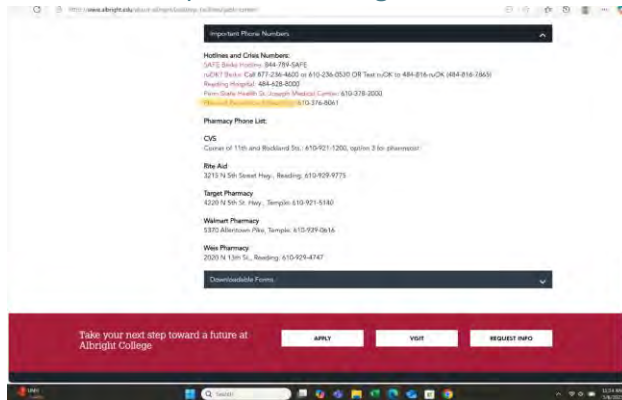 Important Phone Numbers
Hotlines and Crisis Numbers:
SAFE Berks Hotline: 844-789-SAFE
ruOK? Berks: Call 877-236-4600 or 610-236-0530 OR Text ruOK to 484-816-ruOK (484-816-7865)
Reading Hospital: 484-628-8000
Penn State Health St. Joseph Medical Center: 610-378-2000
610-376-8061
Pharmacy Phone List:
CVS
Corner of 11th and Rockland Sts.: 610-921-1200, option 3 for pharmacist
Rite Aid
3215 N 5th Street Hwy., Reading: 610-929-9775
Target Pharmacy
4220 N 5th St. Hwy., Temple: 610-921-5140
Walmart Pharmacy
5370 Allentown Pike, Temple: 610-939-0616
Weis Pharmacy
2020 N 13th St., Reading: 610-929-4747
Downloadable Forms
Take your next step toward a future at
Albright College
APPLY
VISIT
REQUEST INFO
Search